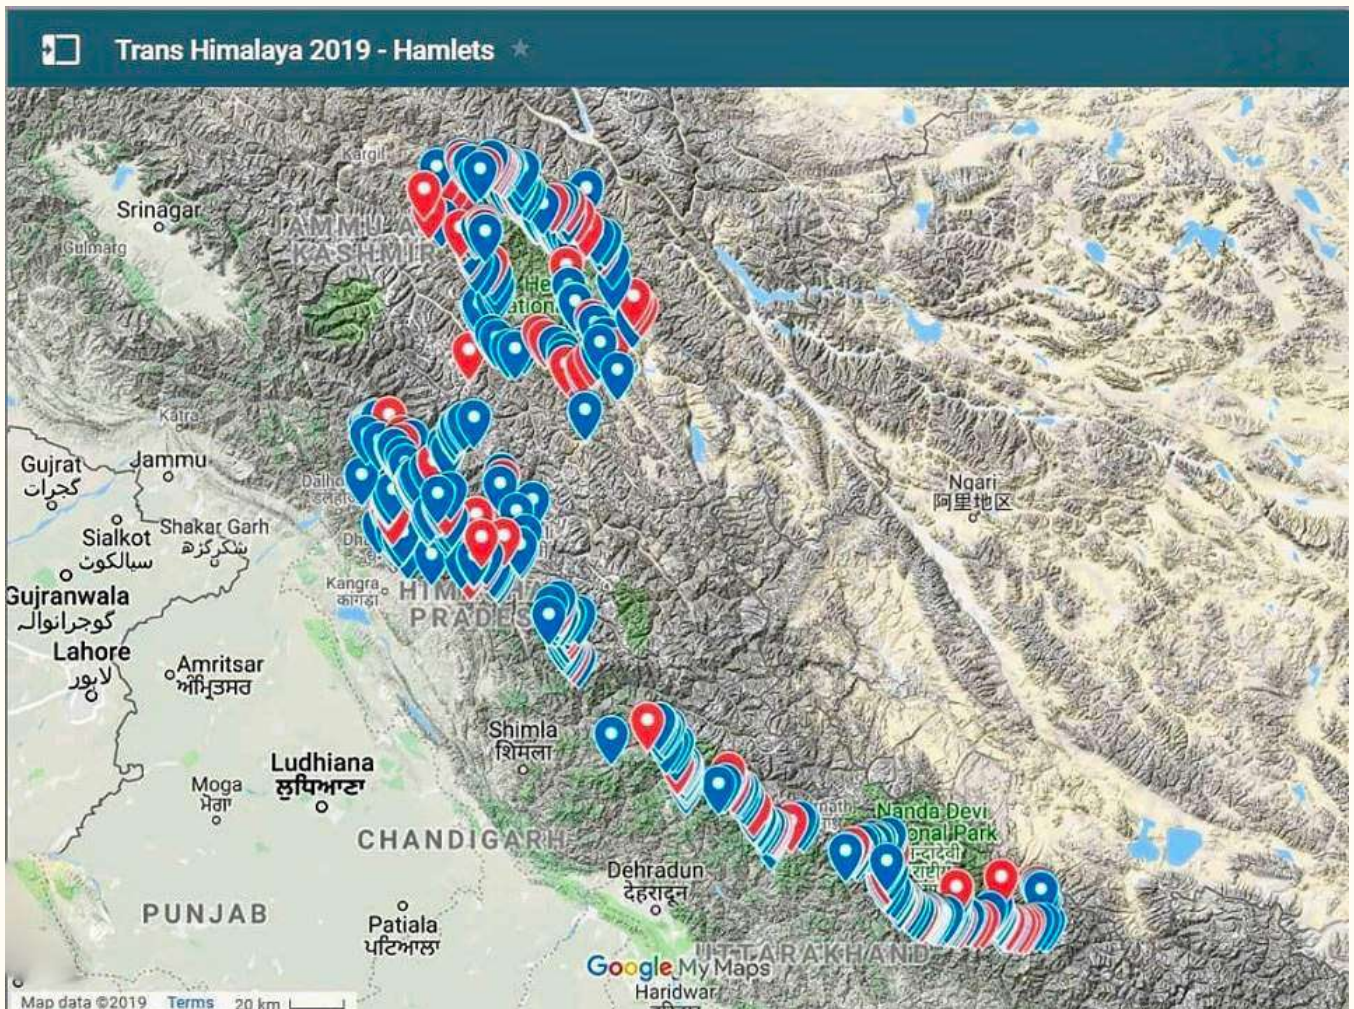 Trans Himalaya 2019 - Hamlets
Kargil
Srinagar
JAMMU A
KASHMIR
Gulmarg
He
ation
Katra
Gujrat
گجرات
Jammu
Ngari
阿里地区
Sialkot
سیالکوٹ
Shakar Garh
شکرگڑھ
Kangra
कांगड़ा
HIM
HA
PRADES
Gujranwala
گوجرانوالہ
Lahore
لاہور
Amritsar
ਅੰਮ੍ਰਿਤਸਰ
Shimla
शिमला
Ludhiana
ਲੁਧਿਆਣਾ
Moga
ਮੋਗਾ
Nanda Devi
onal Park
CHANDIGARH
Dehradun
देहरादून
PUNJAB
Patiala
ਪਟਿਆਲਾ
UTTARAKHAND
Google My Maps
Haridwar
Map data ©2019 Terms 20 km